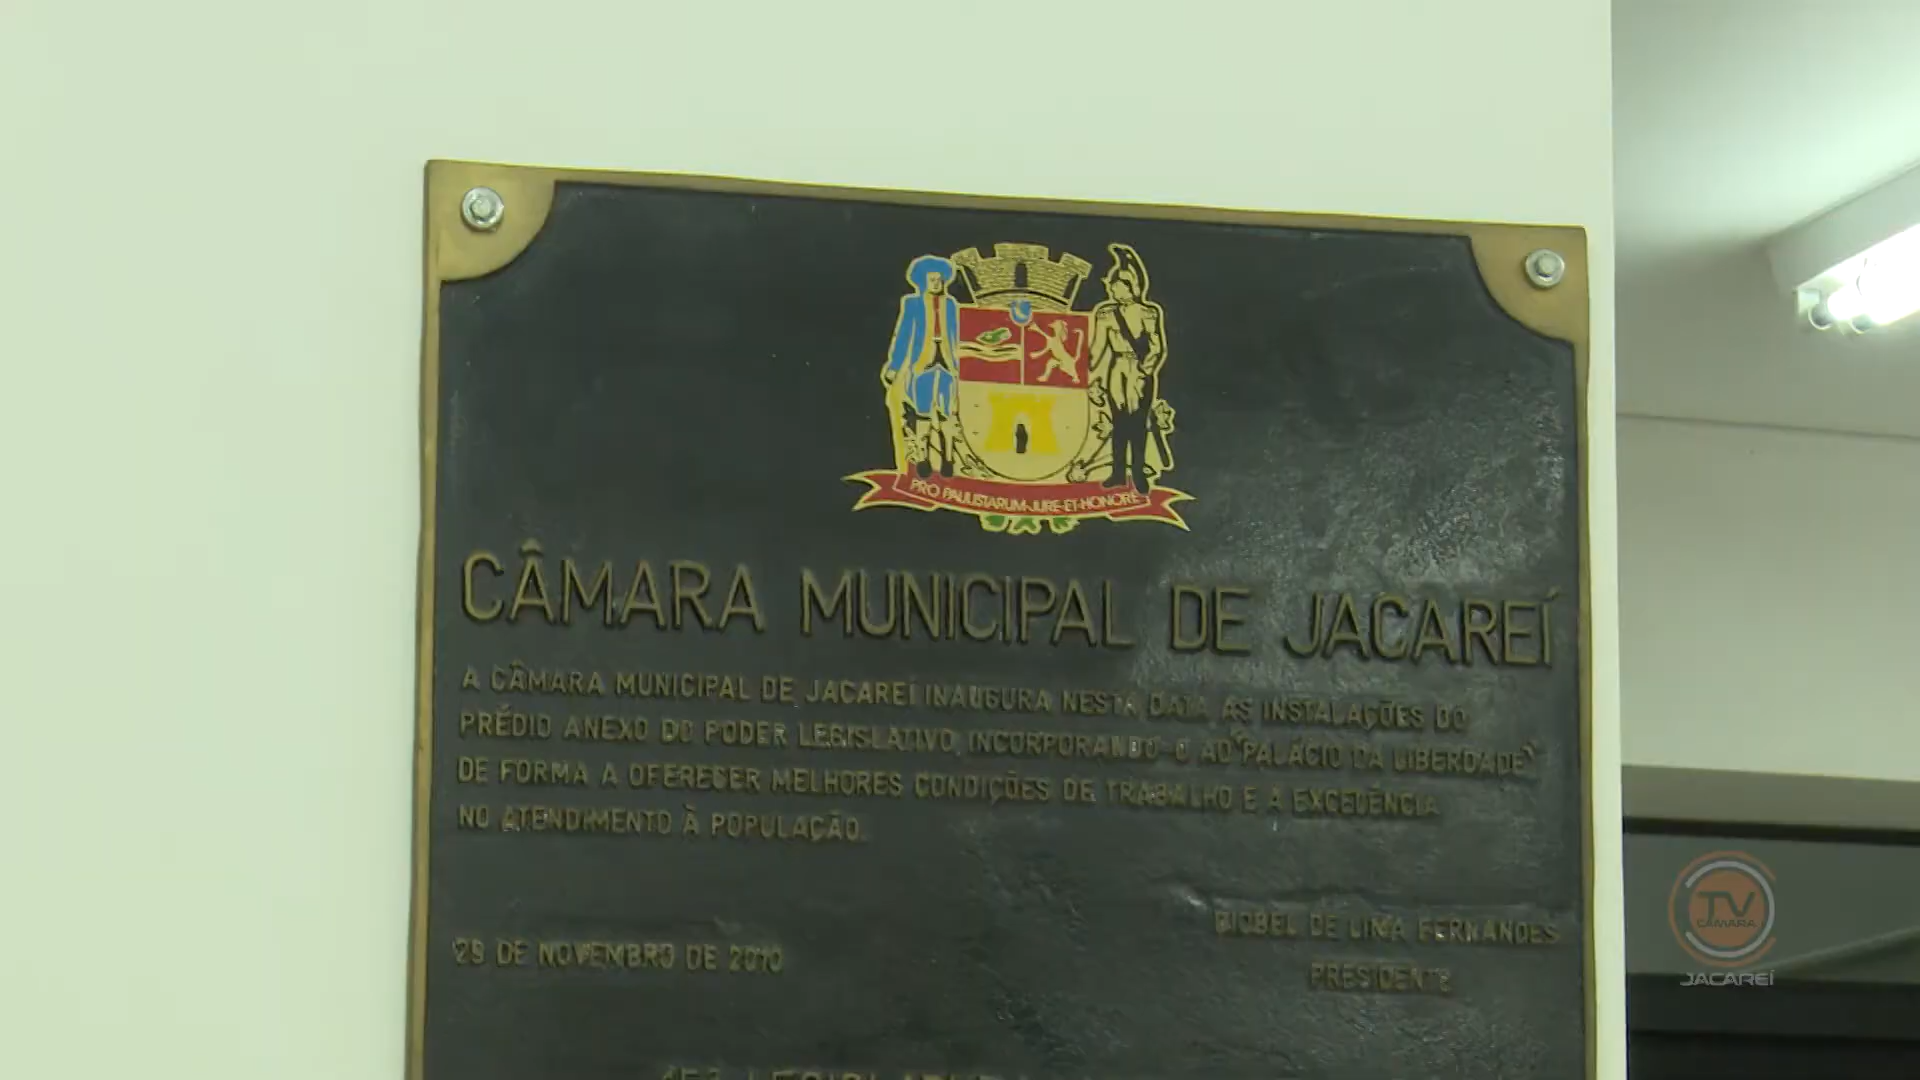 PRO PAULISTARUM JURE ET HONORE
CÂMARA MUNICIPAL DE JACAREÍ
A CÂMARA MUNICIPAL DE JACAREÍ INAUGURA NESTA DATA AS INSTALAÇÕES DO
PRÉDIO ANEXO DO PODER LEGISLATIVO, INCORPORANDO-O AO "PALÁCIO DA LIBERDADE",
DE FORMA A OFERECER MELHORES CONDIÇÕES DE TRABALHO E A EXCELÊNCIA
NO ATENDIMENTO À POPULAÇÃO.
DE LIMA FERNANDES
29 DE NOVEMBRO DE 2010
PRESIDENTE
TV
CÂMARA
JACAREÍ